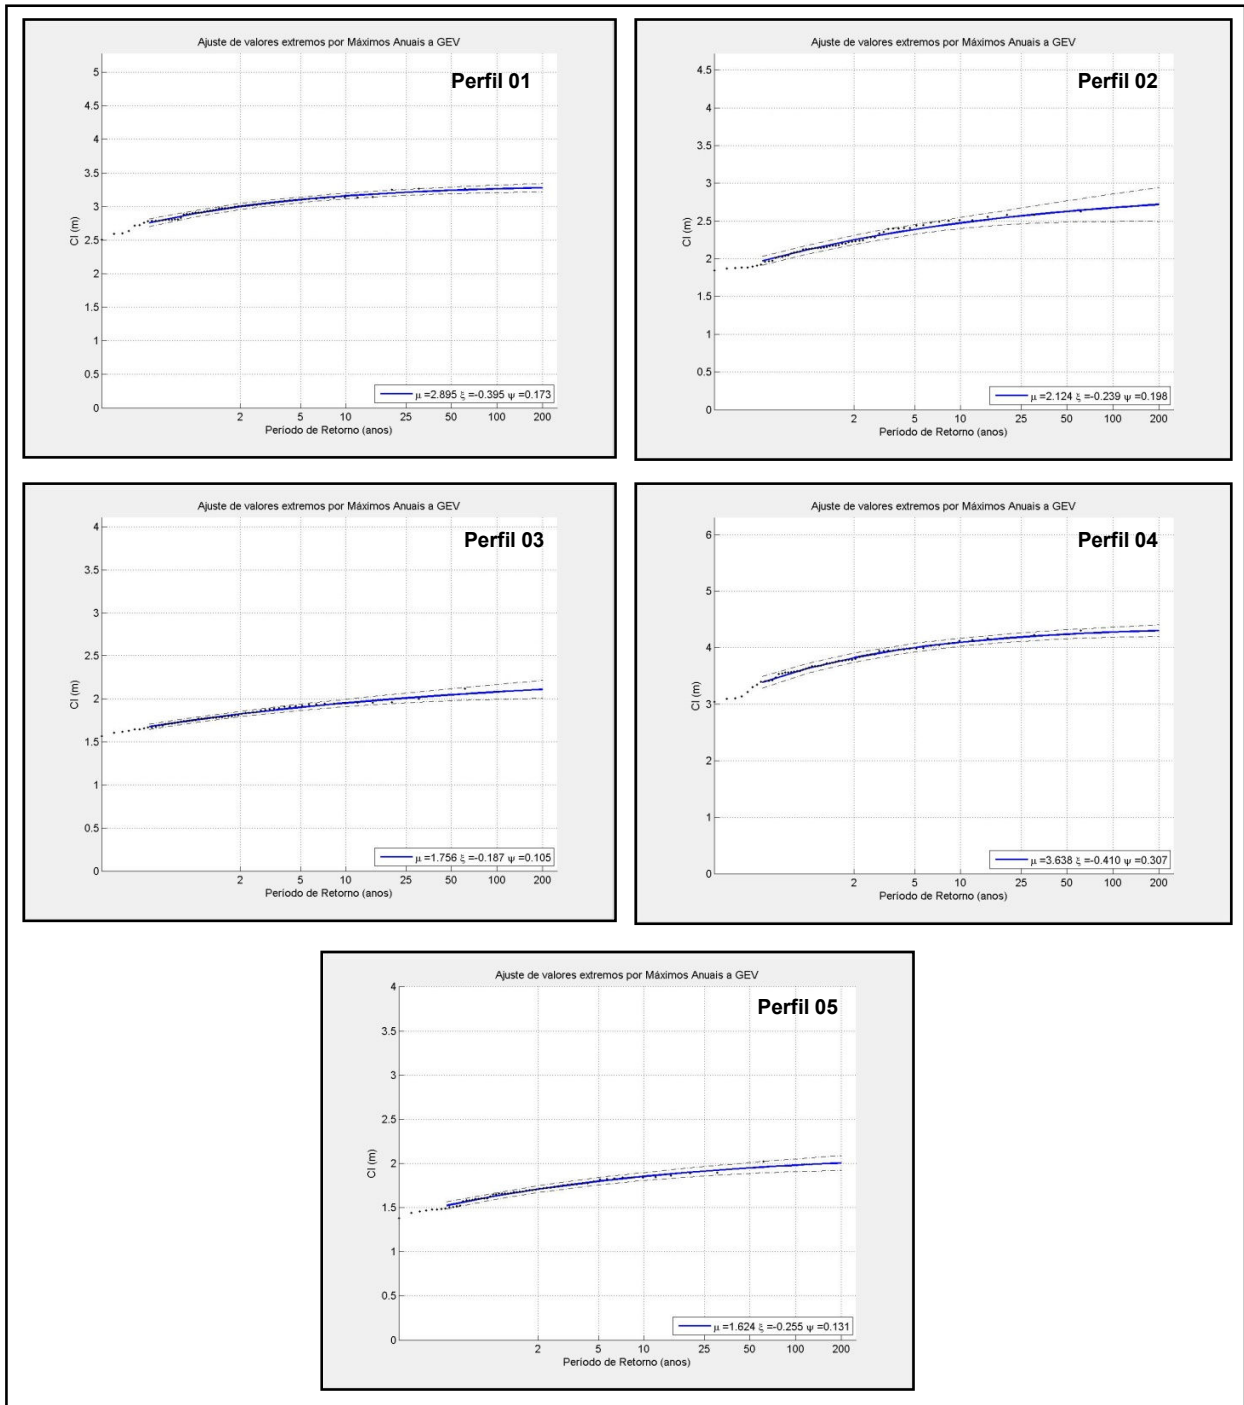 Ajuste de valores extremos por Máximos Anuais a GEV
Perfil 01
5
4.5
4
3.5
3
2.5
2
1.5
1
0.5
0
CI (m)
μ =2.895 ξ =-0.395 ψ =0.173
2 5 10 25 50 100 200
Período de Retorno (anos)
Ajuste de valores extremos por Máximos Anuais a GEV
Perfil 02
4.5
4
3.5
3
2.5
2
1.5
1
0.5
0
CI (m)
μ =2.124 ξ =-0.239 ψ =0.198
2 5 10 25 50 100 200
Período de Retorno (anos)
Ajuste de valores extremos por Máximos Anuais a GEV
Perfil 03
4
3.5
3
2.5
2
1.5
1
0.5
0
CI (m)
μ =1.756 ξ =-0.187 ψ =0.105
2 5 10 25 50 100 200
Período de Retorno (anos)
Ajuste de valores extremos por Máximos Anuais a GEV
Perfil 04
6
5
4
3
2
1
0
CI (m)
μ =3.638 ξ =-0.410 ψ =0.307
2 5 10 25 50 100 200
Período de Retorno (anos)
Ajuste de valores extremos por Máximos Anuais a GEV
Perfil 05
4
3.5
3
2.5
2
1.5
1
0.5
0
CI (m)
μ =1.624 ξ =-0.255 ψ =0.131
2 5 10 25 50 100 200
Período de Retorno (anos)